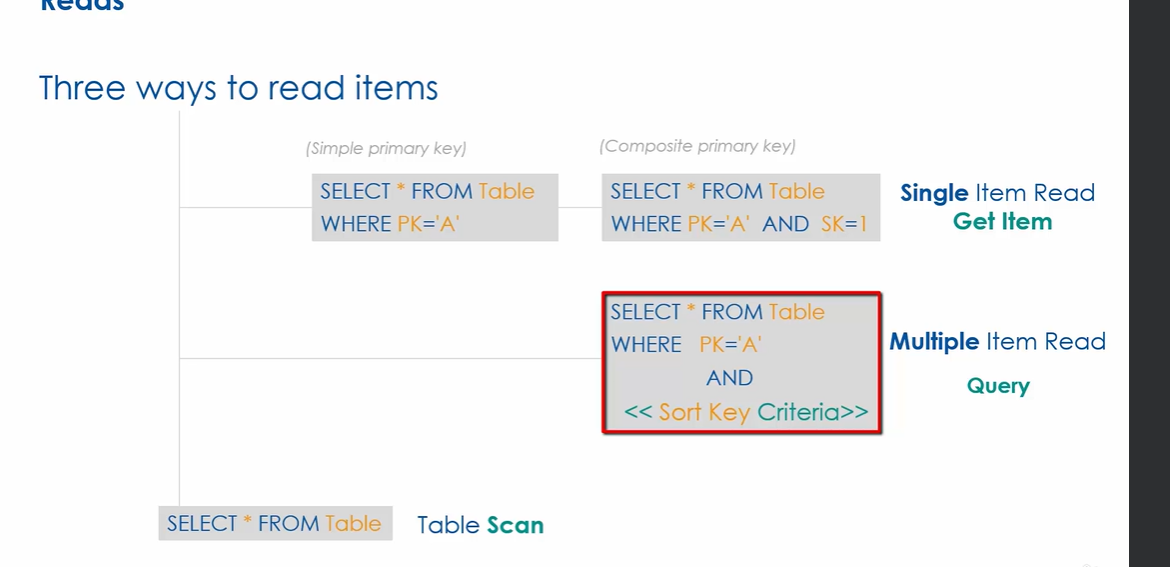 Reads
Three ways to read items
(Simple primary key)
(Composite primary key)
SELECT * FROM Table
WHERE PK='A'
SELECT * FROM Table
WHERE PK='A' AND SK=1
Single Item Read
Get Item
SELECT * FROM Table
WHERE PK='A'
AND
<< Sort Key Criteria>>
Multiple Item Read
Query
SELECT * FROM Table
Table Scan